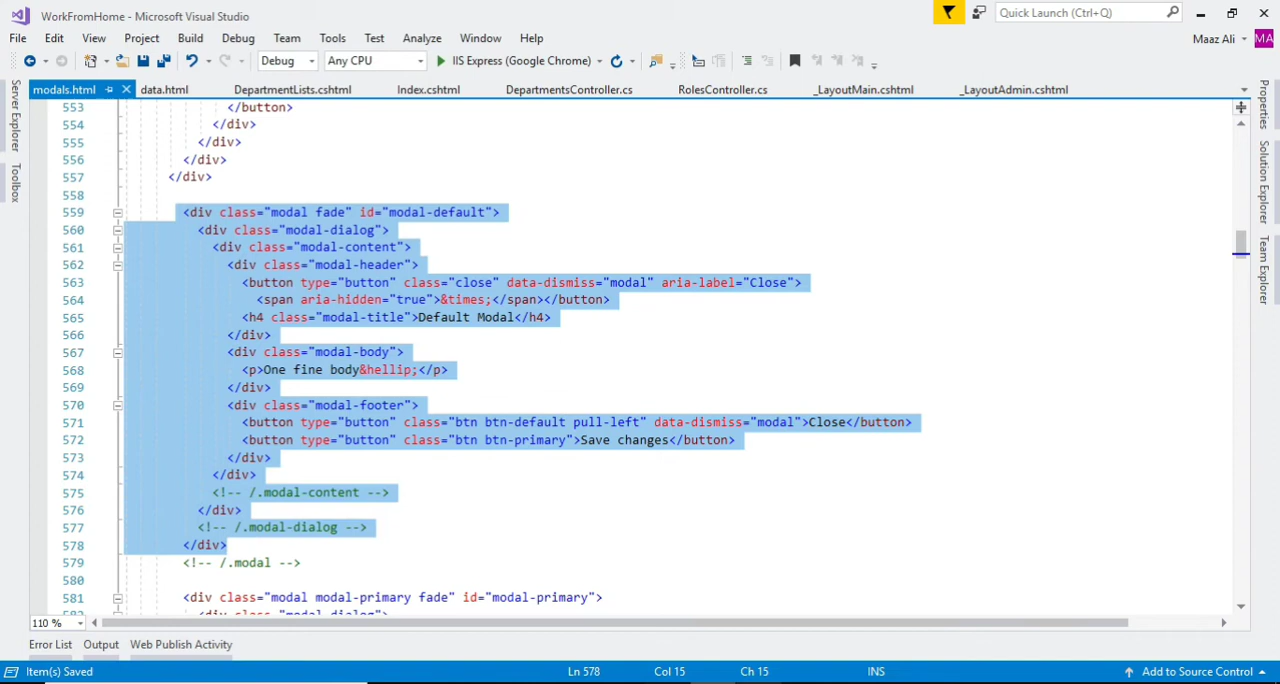 WorkFromHome - Microsoft Visual Studio
Quick Launch (Ctrl+Q)
File Edit View Project Build Debug Team Tools Test Analyze Window Help
Maaz Ali MA
Debug Any CPU IIS Express (Google Chrome)
modals.html data.html DepartmentLists.cshtml Index.cshtml DepartmentsController.cs RolesController.cs _LayoutMain.cshtml _LayoutAdmin.cshtml
Server Explorer
Toolbox
Properties
Solution Explorer
Team Explorer
553 </button>
554 </div>
555 </div>
556 </div>
557 </div>
558
559 <div class="modal fade" id="modal-default">
560 <div class="modal-dialog">
561 <div class="modal-content">
562 <div class="modal-header">
563 <button type="button" class="close" data-dismiss="modal" aria-label="Close">
564 <span aria-hidden="true">&times;</span></button>
565 <h4 class="modal-title">Default Modal</h4>
566 </div>
567 <div class="modal-body">
568 <p>One fine body&hellip;</p>
569 </div>
570 <div class="modal-footer">
571 <button type="button" class="btn btn-default pull-left" data-dismiss="modal">Close</button>
572 <button type="button" class="btn btn-primary">Save changes</button>
573 </div>
574 </div>
575 <!-- /.modal-content -->
576 </div>
577 <!-- /.modal-dialog -->
578 </div>
579 <!-- /.modal -->
580
581 <div class="modal modal-primary fade" id="modal-primary">
582 <div class="modal-dialog">
110 %
Error List Output Web Publish Activity
Item(s) Saved Ln 578 Col 15 Ch 15 INS Add to Source Control